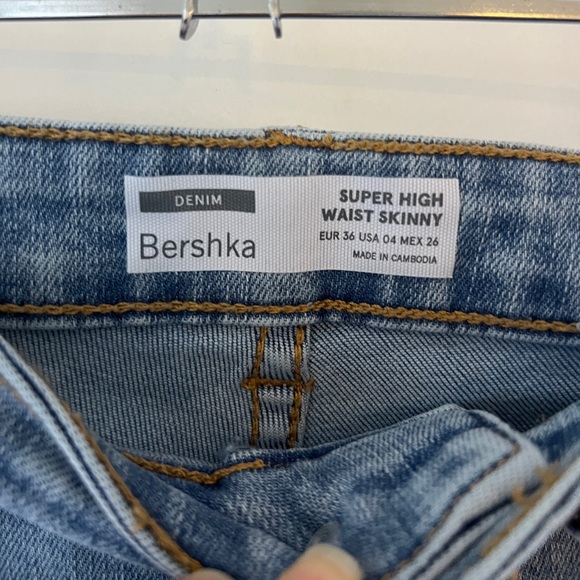 DENIM
Bershka
SUPER HIGH
WAIST SKINNY
EUR 36 USA 04 MEX 26
MADE IN CAMBODIA